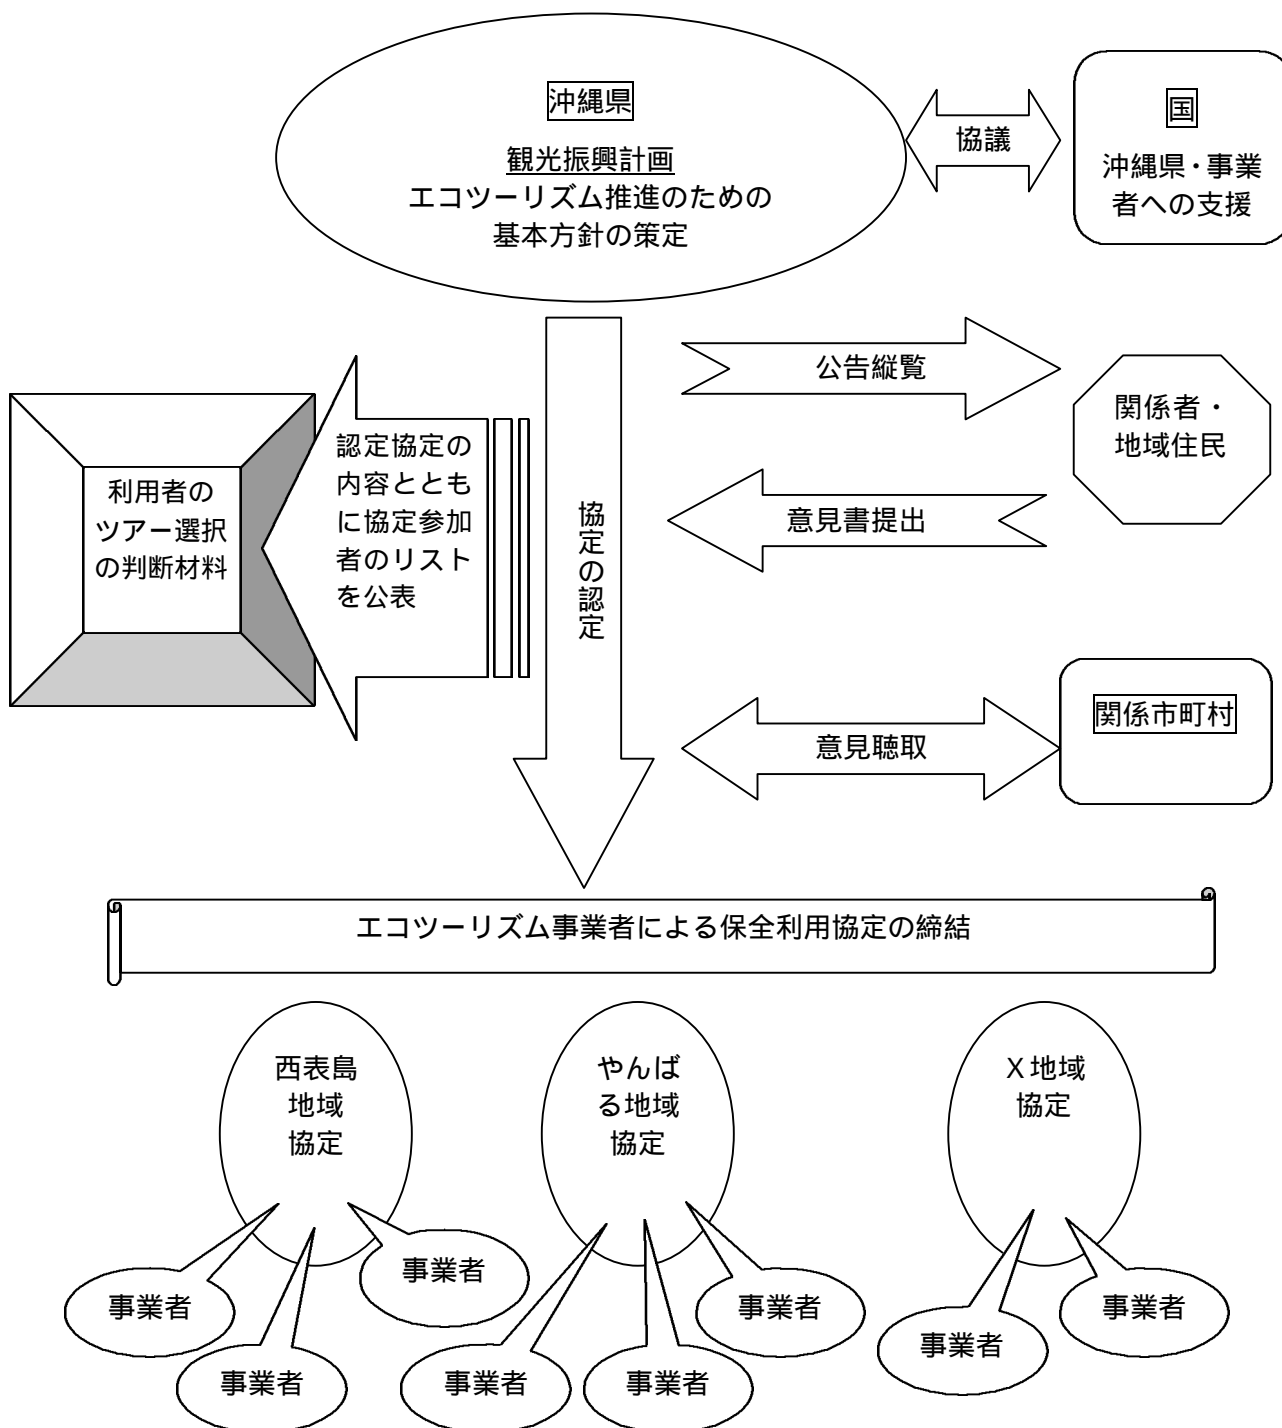 沖縄県
観光振興計画
エコツーリズム推進のための
基本方針の策定
協議
国
沖縄県・事業
者への支援
公告縦覧
関係者・
地域住民
意見書提出
利用者の
ツアー選択
の判断材料
認定協定の
内容ととも
に協定参加
者のリスト
を公表
協定の認定
意見聴取
関係市町村
エコツーリズム事業者による保全利用協定の締結
西表島
地域
協定
やんば
る地域
協定
X地域
協定
事業者
事業者
事業者
事業者
事業者
事業者
事業者
事業者